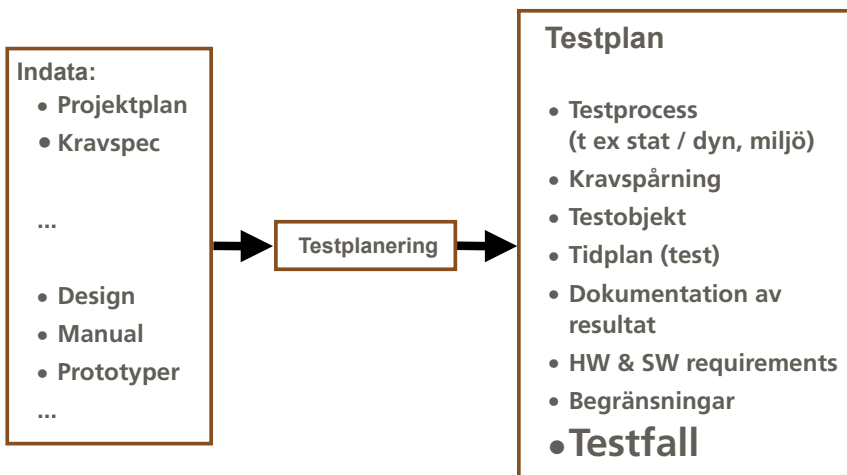 Indata:
• Projektplan
• Kravspec
...
• Design
• Manual
• Prototyper
...
Testplanering
Testplan
• Testprocess
(t ex stat / dyn, miljö)
• Kravspårning
• Testobjekt
• Tidplan (test)
• Dokumentation av
resultat
• HW & SW requirements
• Begränsningar
• Testfall